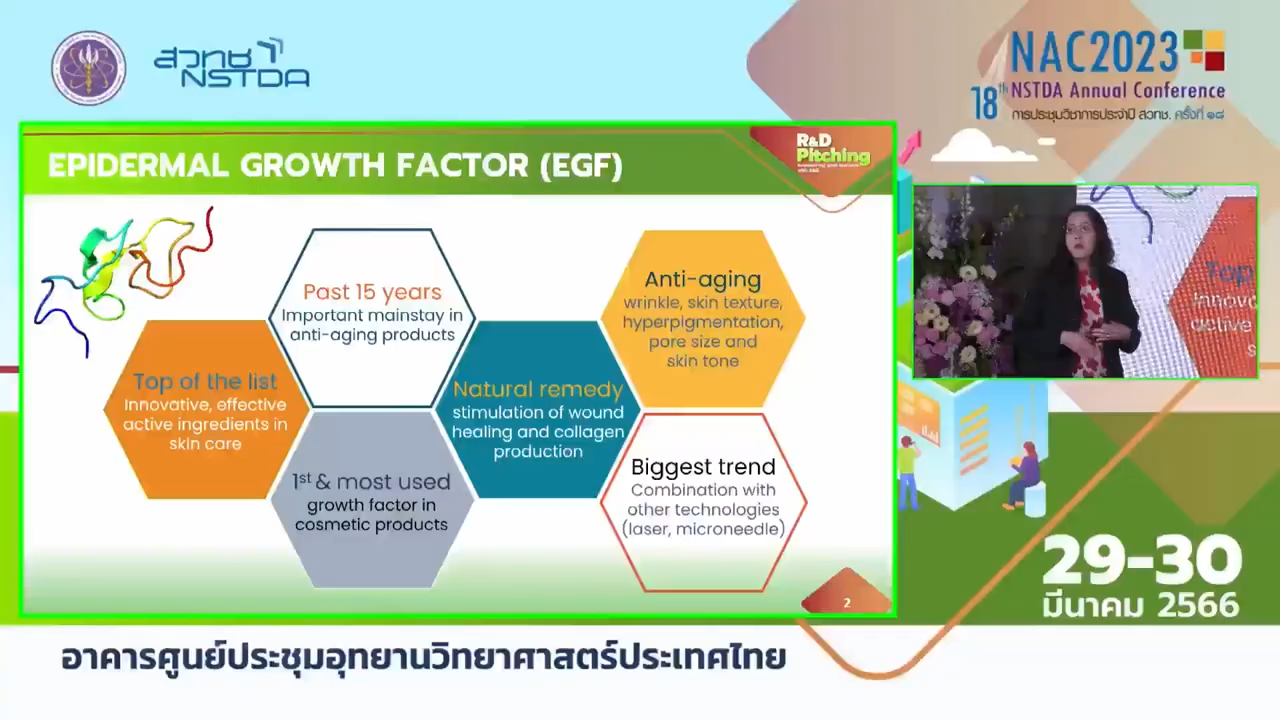 สวทช
NSTDA
NAC2023
18th NSTDA Annual Conference
การประชุมวิชาการประจำปี สวทช. ครั้งที่ ๑๘
EPIDERMAL GROWTH FACTOR (EGF)
R&D
Pitching
Past 15 years
Important mainstay in
anti-aging products
Anti-aging
wrinkle, skin texture,
hyperpigmentation,
pore size and
skin tone
Top of the list
Innovative, effective
active ingredients in
skin care
Natural remedy
stimulation of wound
healing and collagen
production
1st & most used
growth factor in
cosmetic products
Biggest trend
Combination with
other technologies
(laser, microneedle)
2
Top
Innova
active
s
29-30
มีนาคม 2566
อาคารศูนย์ประชุมอุทยานวิทยาศาสตร์ประเทศไทย